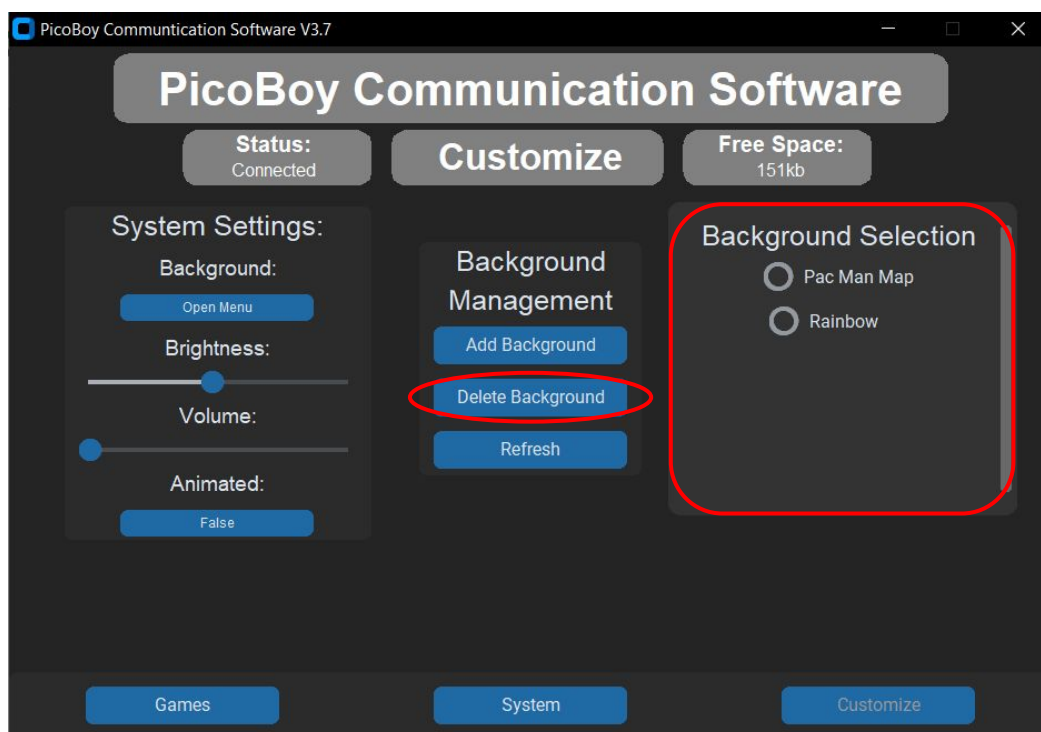 PicoBoy Communtication Software V3.7
PicoBoy Communication Software
Status:
Connected
Customize
Free Space:
151kb
System Settings:
Background:
Open Menu
Brightness:
Volume:
Animated:
False
Background
Management
Add Background
Delete Background
Refresh
Background Selection
Pac Man Map
Rainbow
Games
System
Customize